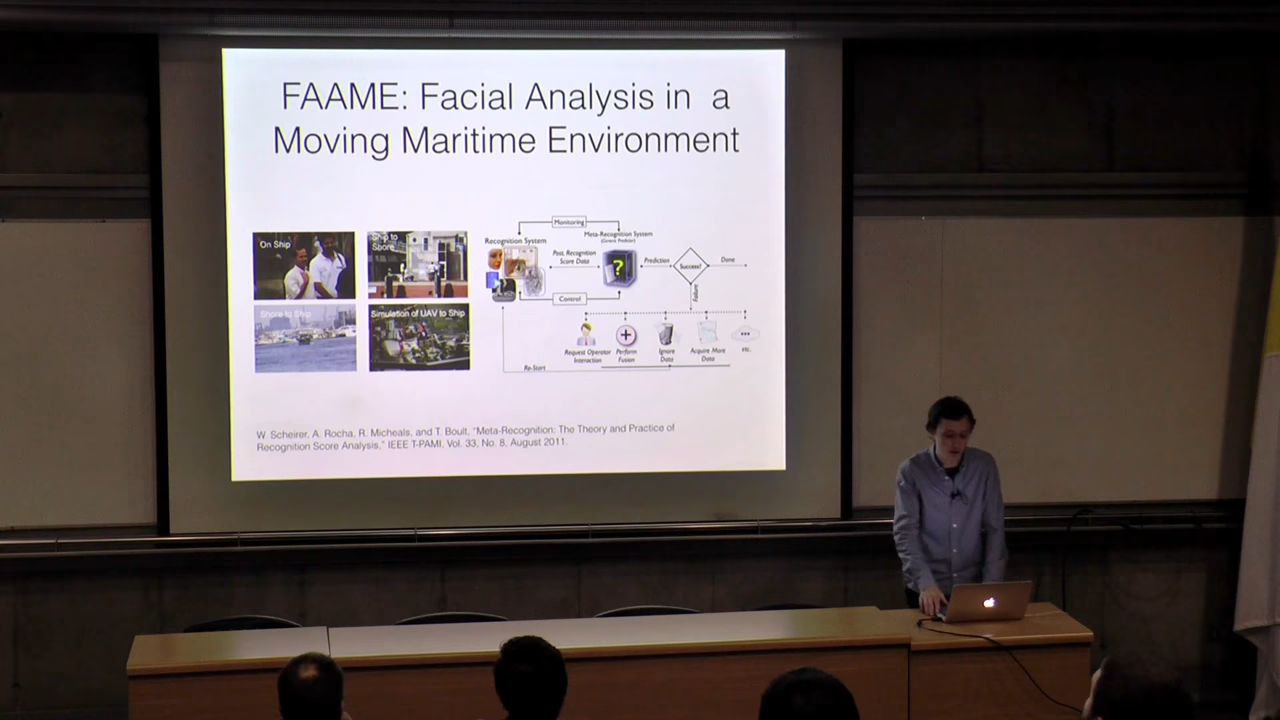 FAAME: Facial Analysis in a
Moving Maritime Environment
On Ship
Ship to
Shore
Shore to Ship
Simulation of UAV to Ship
Monitoring
Recognition System
Meta-Recognition System
Post. Recognition
Score Data
Prediction
Success?
Done
Control
Failure
Request Operator
Interaction
Perform
Fusion
Ignore
Data
Acquire More
Data
etc.
Re-Start
W. Scheirer, A. Rocha, R. Micheals, and T. Boult, "Meta-Recognition: The Theory and Practice of
Recognition Score Analysis," IEEE T-PAMI, Vol. 33, No. 8, August 2011.